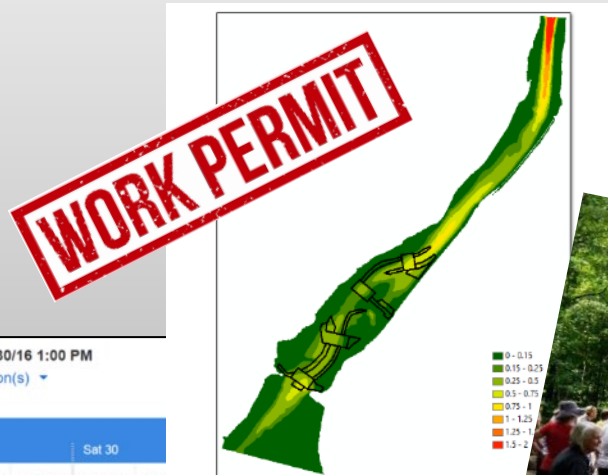 WORK PERMIT
30/16 1:00 PM
on(s)
Sat 30
0 - 0.15
0.15 - 0.25
0.25 - 0.5
0.5 - 0.75
0.75 - 1
1 - 1.25
1.25 - 1.
1.5 - 2